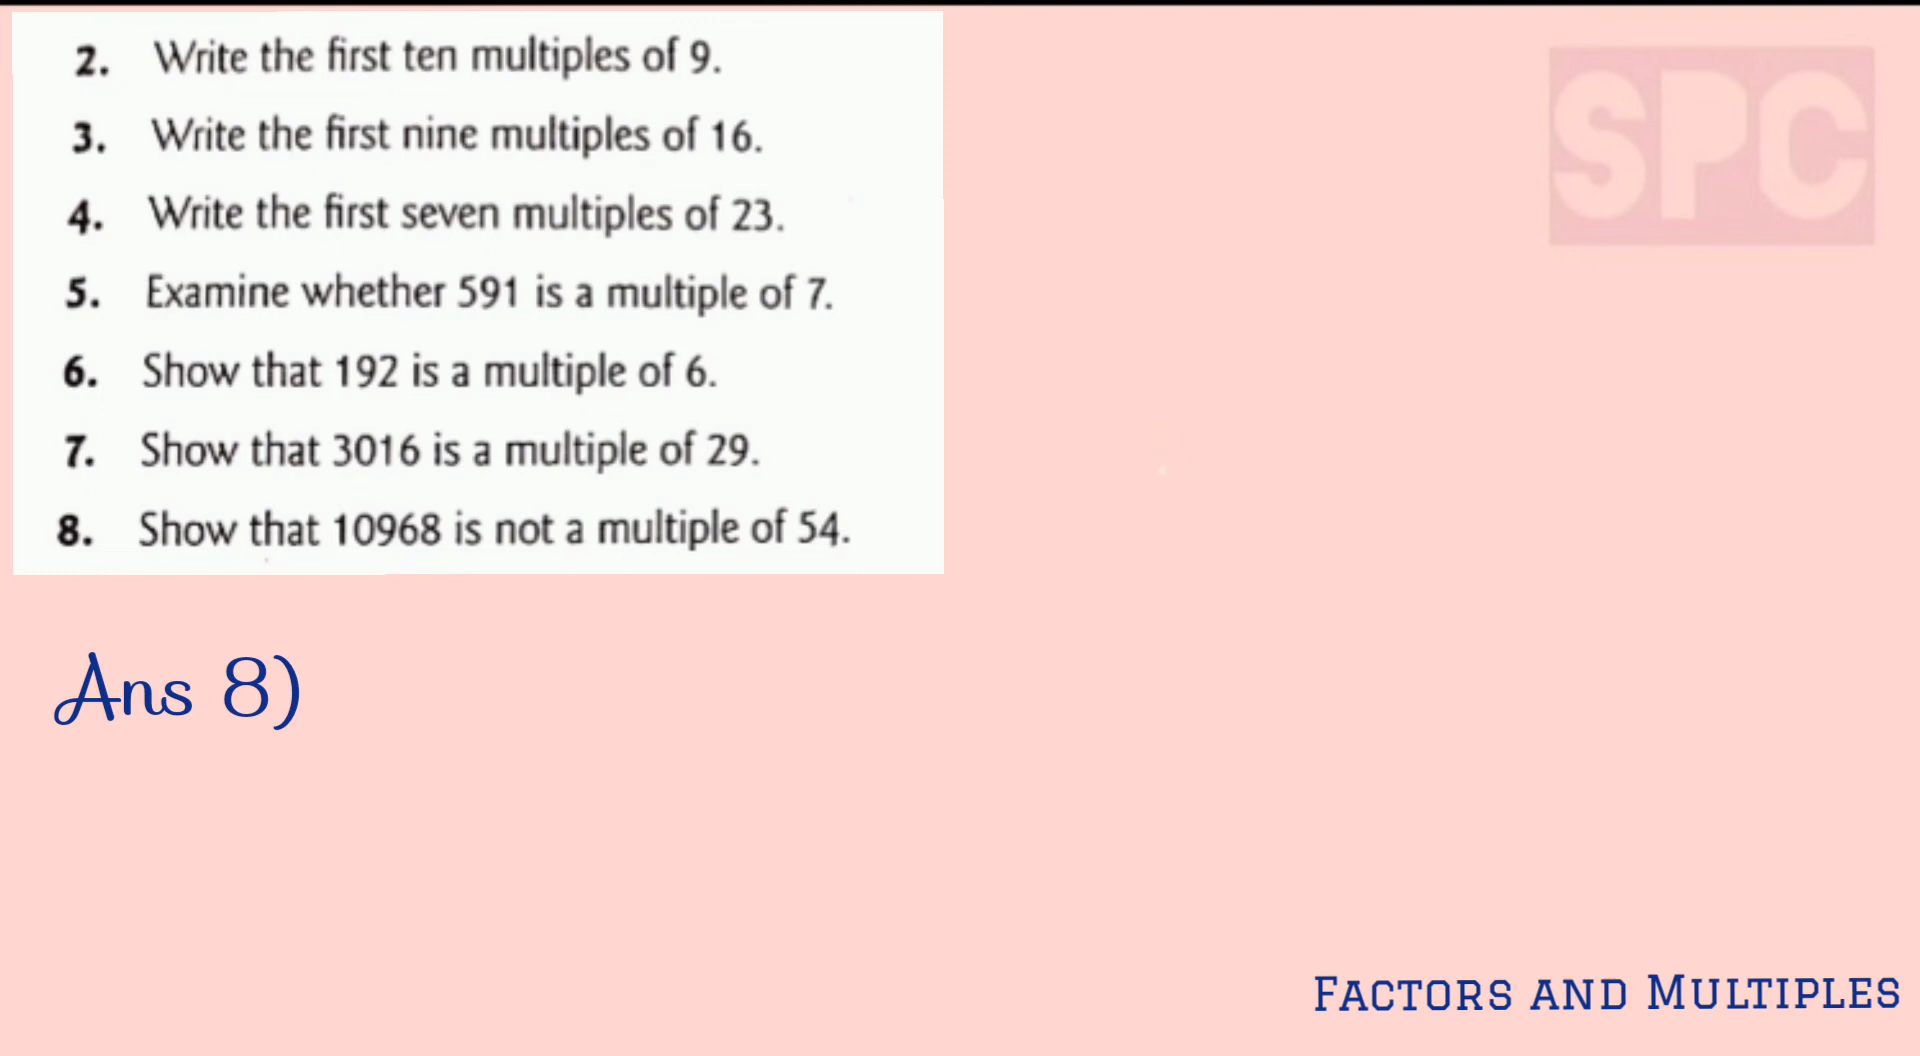 2. Write the first ten multiples of 9.
3. Write the first nine multiples of 16.
4. Write the first seven multiples of 23.
5. Examine whether 591 is a multiple of 7.
6. Show that 192 is a multiple of 6.
7. Show that 3016 is a multiple of 29.
8. Show that 10968 is not a multiple of 54.
SPC
Ans 8)
Factors and Multiples